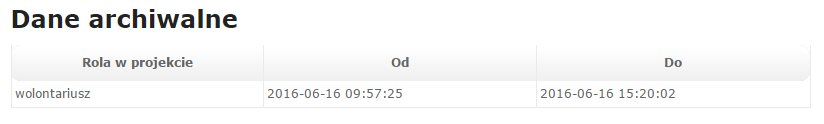 Dane archiwalne
Rola w projekcie Od Do
wolontariusz 2016-06-16 09:57:25 2016-06-16 15:20:02